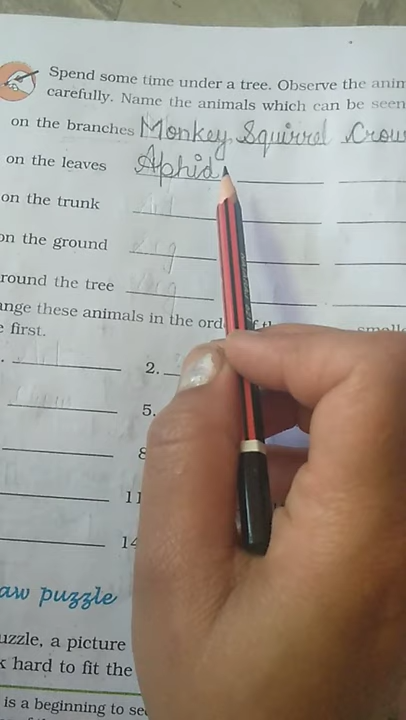 Spend some time under a tree. Observe the anim
carefully. Name the animals which can be seen
on the branches Monkey Squirrel Crow
on the leaves Aphid
on the trunk
on the ground
round the tree
ange these animals in the ord
e first.
2.
5.
8
11
14
aw puzzle
uzzle, a picture
k hard to fit the
is a beginning to se